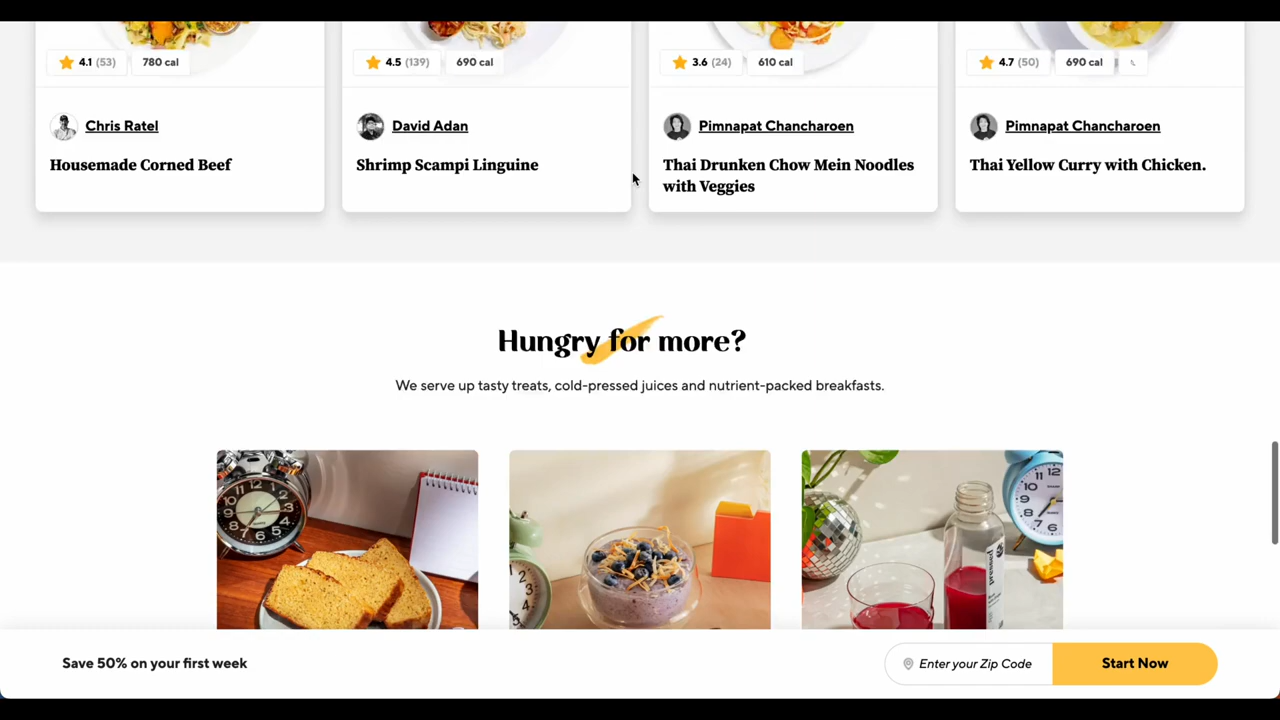 4.1 (53) 780 cal
4.5 (139) 690 cal
3.6 (24) 610 cal
4.7 (50) 690 cal
Chris Ratel
David Adan
Pimnapat Chancharoen
Pimnapat Chancharoen
Housemade Corned Beef
Shrimp Scampi Linguine
Thai Drunken Chow Mein Noodles
with Veggies
Thai Yellow Curry with Chicken.
Hungry for more?
We serve up tasty treats, cold-pressed juices and nutrient-packed breakfasts.
pressed
Save 50% on your first week
Enter your Zip Code
Start Now